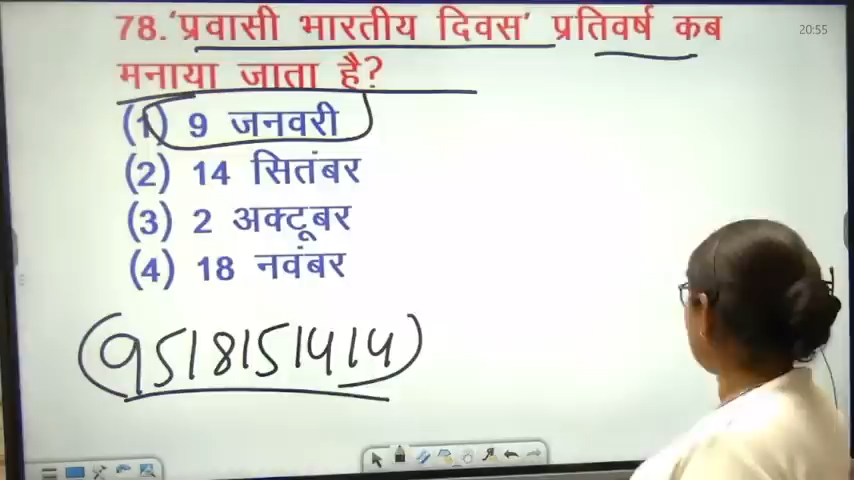 78.'प्रवासी भारतीय दिवस' प्रतिवर्ष कब
मनाया जाता है?
(1) 9 जनवरी
(2) 14 सितंबर
(3) 2 अक्टूबर
(4) 18 नवंबर
(9518151414)
20:55